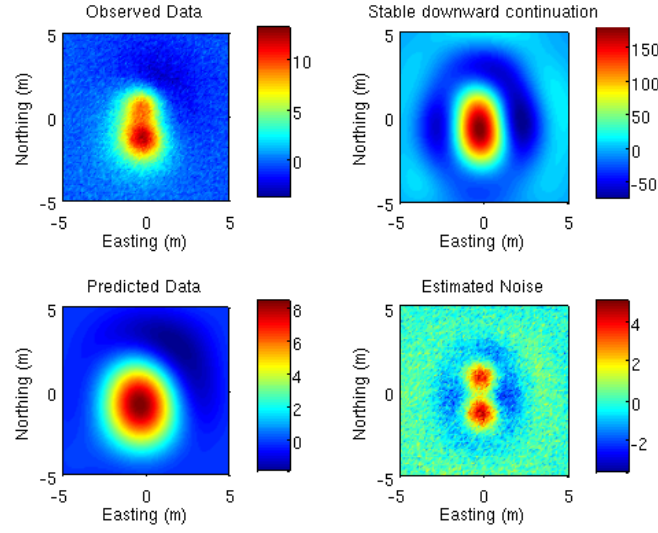 Observed Data
5
0
-5
-5 0 5
Northing (m)
Easting (m)
10
5
0
Stable downward continuation
5
0
-5
-5 0 5
Northing (m)
Easting (m)
150
100
50
0
-50
Predicted Data
5
0
-5
-5 0 5
Northing (m)
Easting (m)
8
6
4
2
0
Estimated Noise
5
0
-5
-5 0 5
Northing (m)
Easting (m)
4
2
0
-2